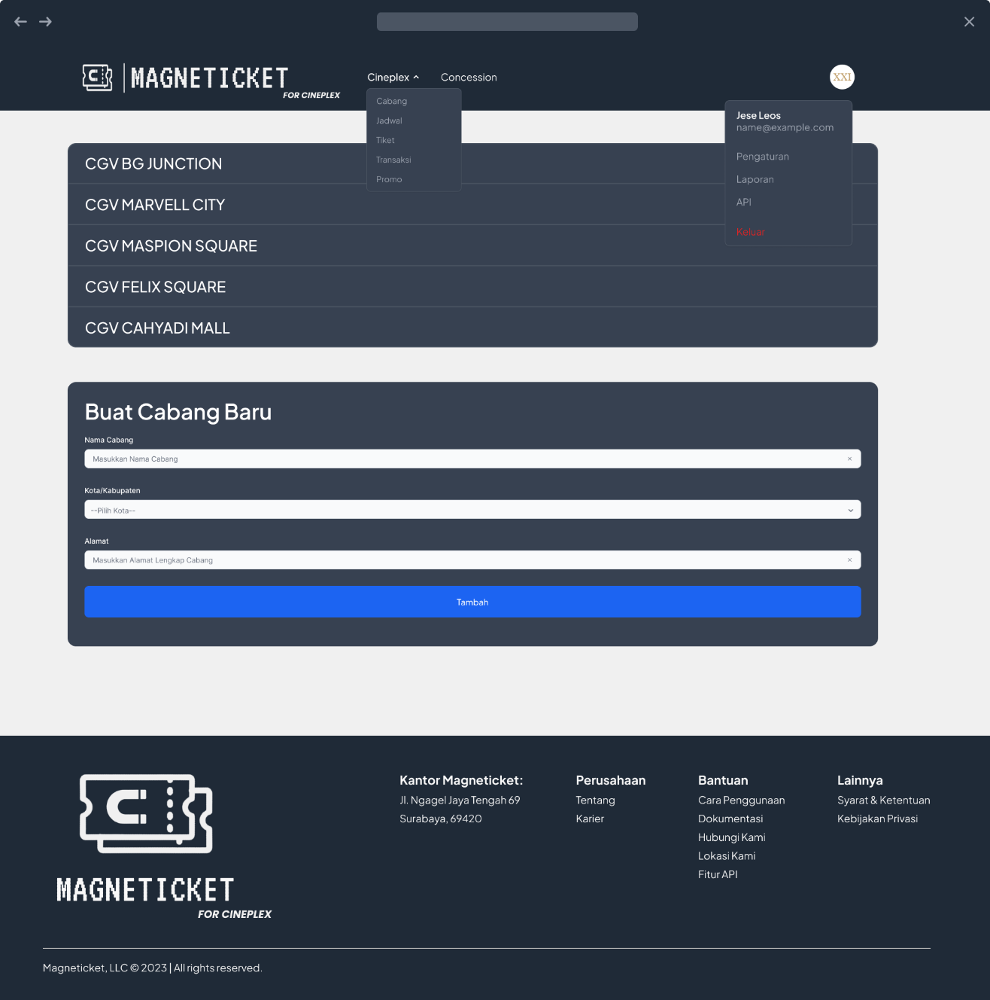 MAGNETICKET
FOR CINEPLEX
Cineplex
Concession
XXI
Cabang
Jadwal
Tiket
Transaksi
Promo
Jese Leos
name@example.com
Pengaturan
Laporan
API
Keluar
CGV BG JUNCTION
CGV MARVELL CITY
CGV MASPION SQUARE
CGV FELIX SQUARE
CGV CAHYADI MALL
Buat Cabang Baru
Nama Cabang
Masukkan Nama Cabang
Kota/Kabupaten
--Pilih Kota--
Alamat
Masukkan Alamat Lengkap Cabang
Tambah
MAGNETICKET
FOR CINEPLEX
Kantor Magneticket:
Jl. Ngagel Jaya Tengah 69
Surabaya, 69420
Perusahaan
Tentang
Karier
Bantuan
Cara Penggunaan
Dokumentasi
Hubungi Kami
Lokasi Kami
Fitur API
Lainnya
Syarat & Ketentuan
Kebijakan Privasi
Magneticket, LLC © 2023 | All rights reserved.